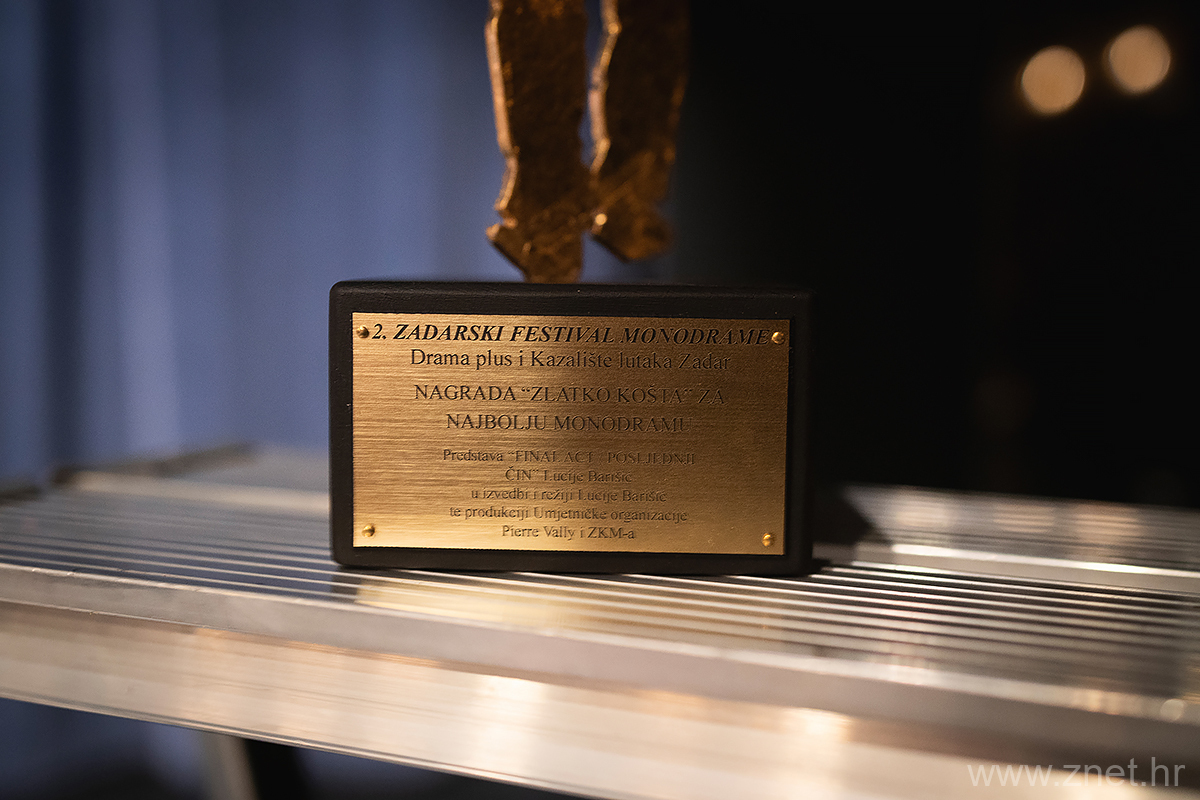 2. ZADARSKI FESTIVAL MONODRAME
Drama plus i Kazalište lutaka Zadar
NAGRADA “ZLATKO KOŠTA” ZA
NAJBOLJU MONODRAMU
Predstava “FINAL ACT - POSLJEDNJI
ČIN” Lucije Barišić
u izvedbi i režiji Lucije Barišić
te produkciji Umjetničke organizacije
Pierre Vally i ZKM-a
www.znet.hr